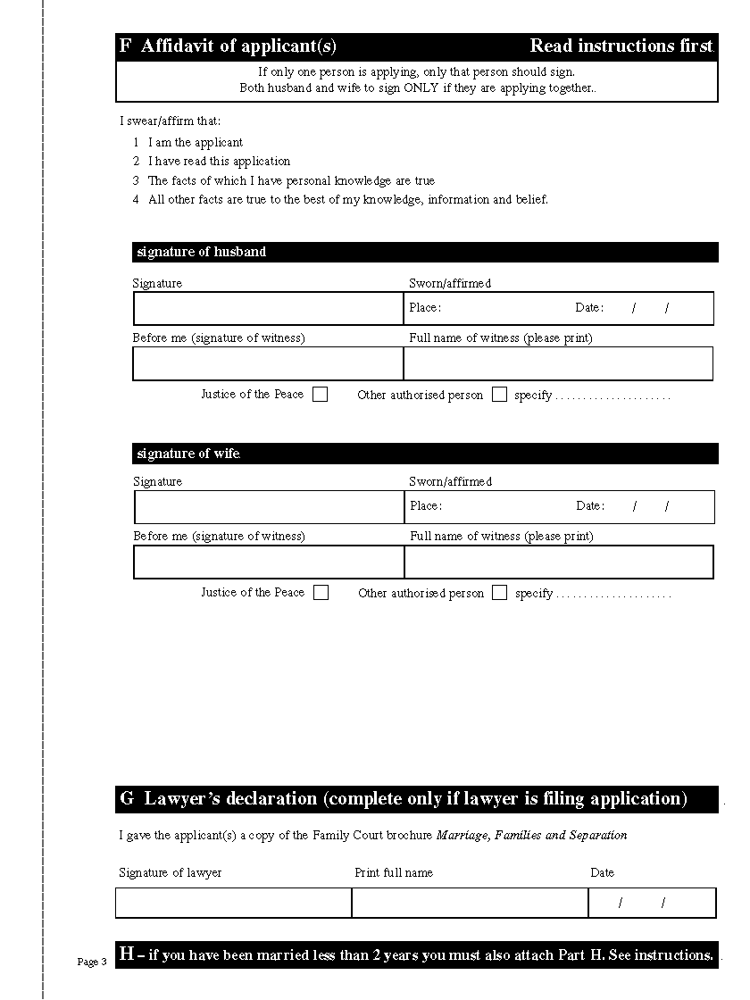 F Affidavit of applicant(s) Read instructions first
If only one person is applying, only that person should sign.
Both husband and wife to sign ONLY if they are applying together..
I swear/affirm that:
1 I am the applicant
2 I have read this application
3 The facts of which I have personal knowledge are true
4 All other facts are true to the best of my knowledge, information and belief.
signature of husband
Signature Sworn/affirmed
Place: Date: / /
Before me (signature of witness) Full name of witness (please print)
Justice of the Peace Other authorised person specify . . . . . . . . . . . . . . . . . . . . .
signature of wife
Signature Sworn/affirmed
Place: Date: / /
Before me (signature of witness) Full name of witness (please print)
Justice of the Peace Other authorised person specify . . . . . . . . . . . . . . . . . . . . .
G Lawyer's declaration (complete only if lawyer is filing application)
I gave the applicant(s) a copy of the Family Court brochure Marriage, Families and Separation
Signature of lawyer Print full name Date
/ /
H – if you have been married less than 2 years you must also attach Part H. See instructions.
Page 3